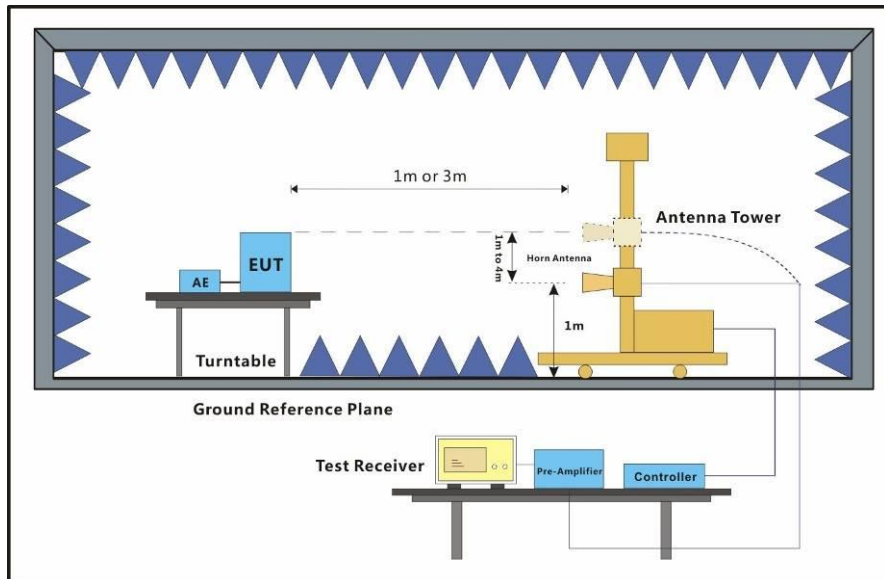 1m or 3m
Antenna Tower
1m to 4m
Horn Antenna
EUT
AE
1m
Turntable
Ground Reference Plane
Test Receiver
Pre-Amplifier
Controller